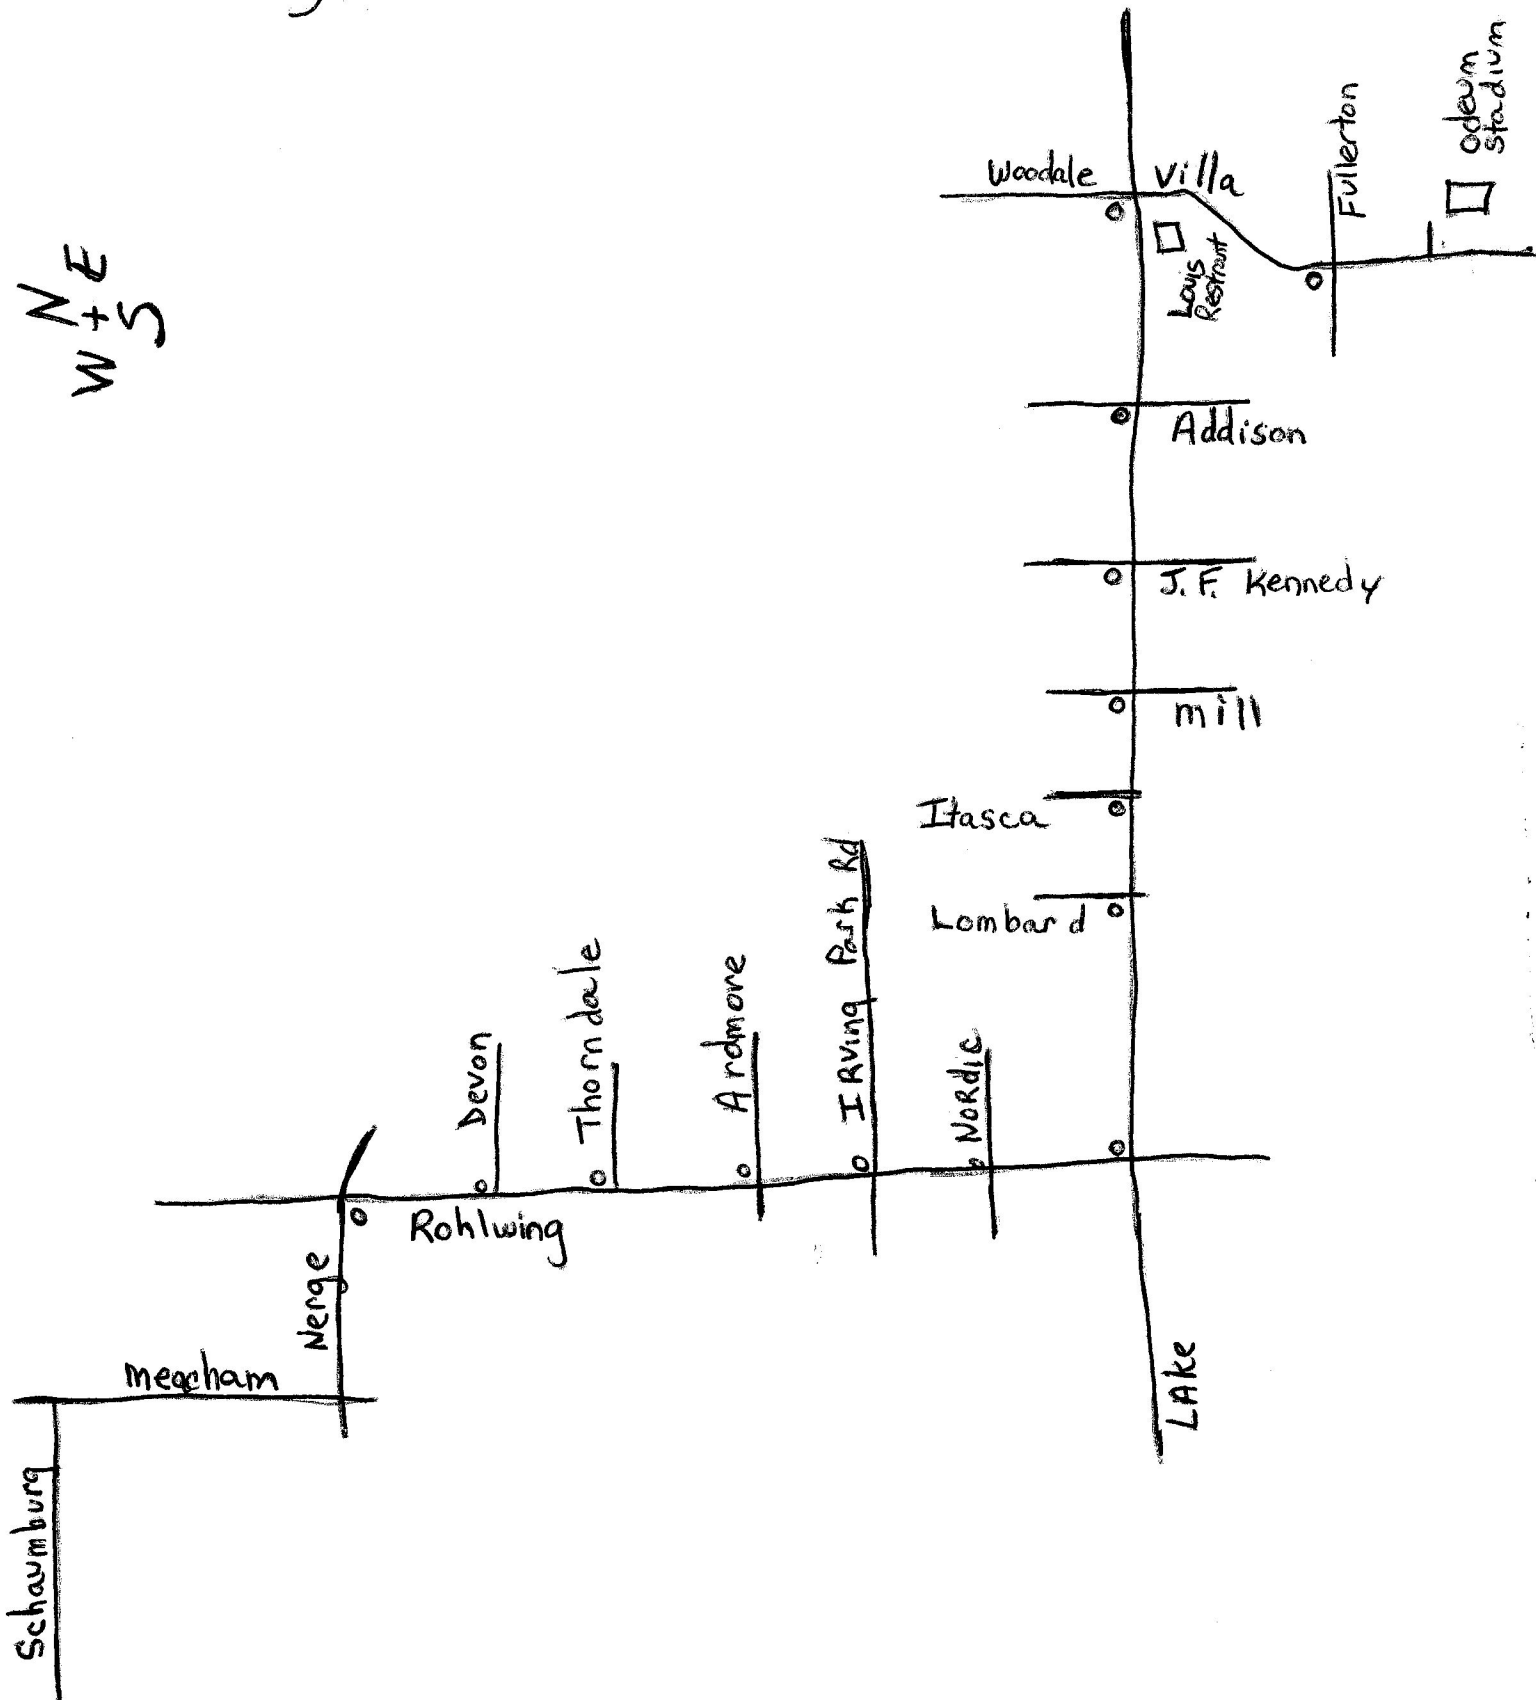 N
W + E
S
Woodale
Villa
Fullerton
Odeum
Stadium
Louis
Restrant
Addison
J.F. Kennedy
mill
Itasca
Lombard
IRving Park Rd
Nordic
Ardmore
Thorndale
Devon
Rohlwing
Nerge
meacham
Schaumburg
LAke